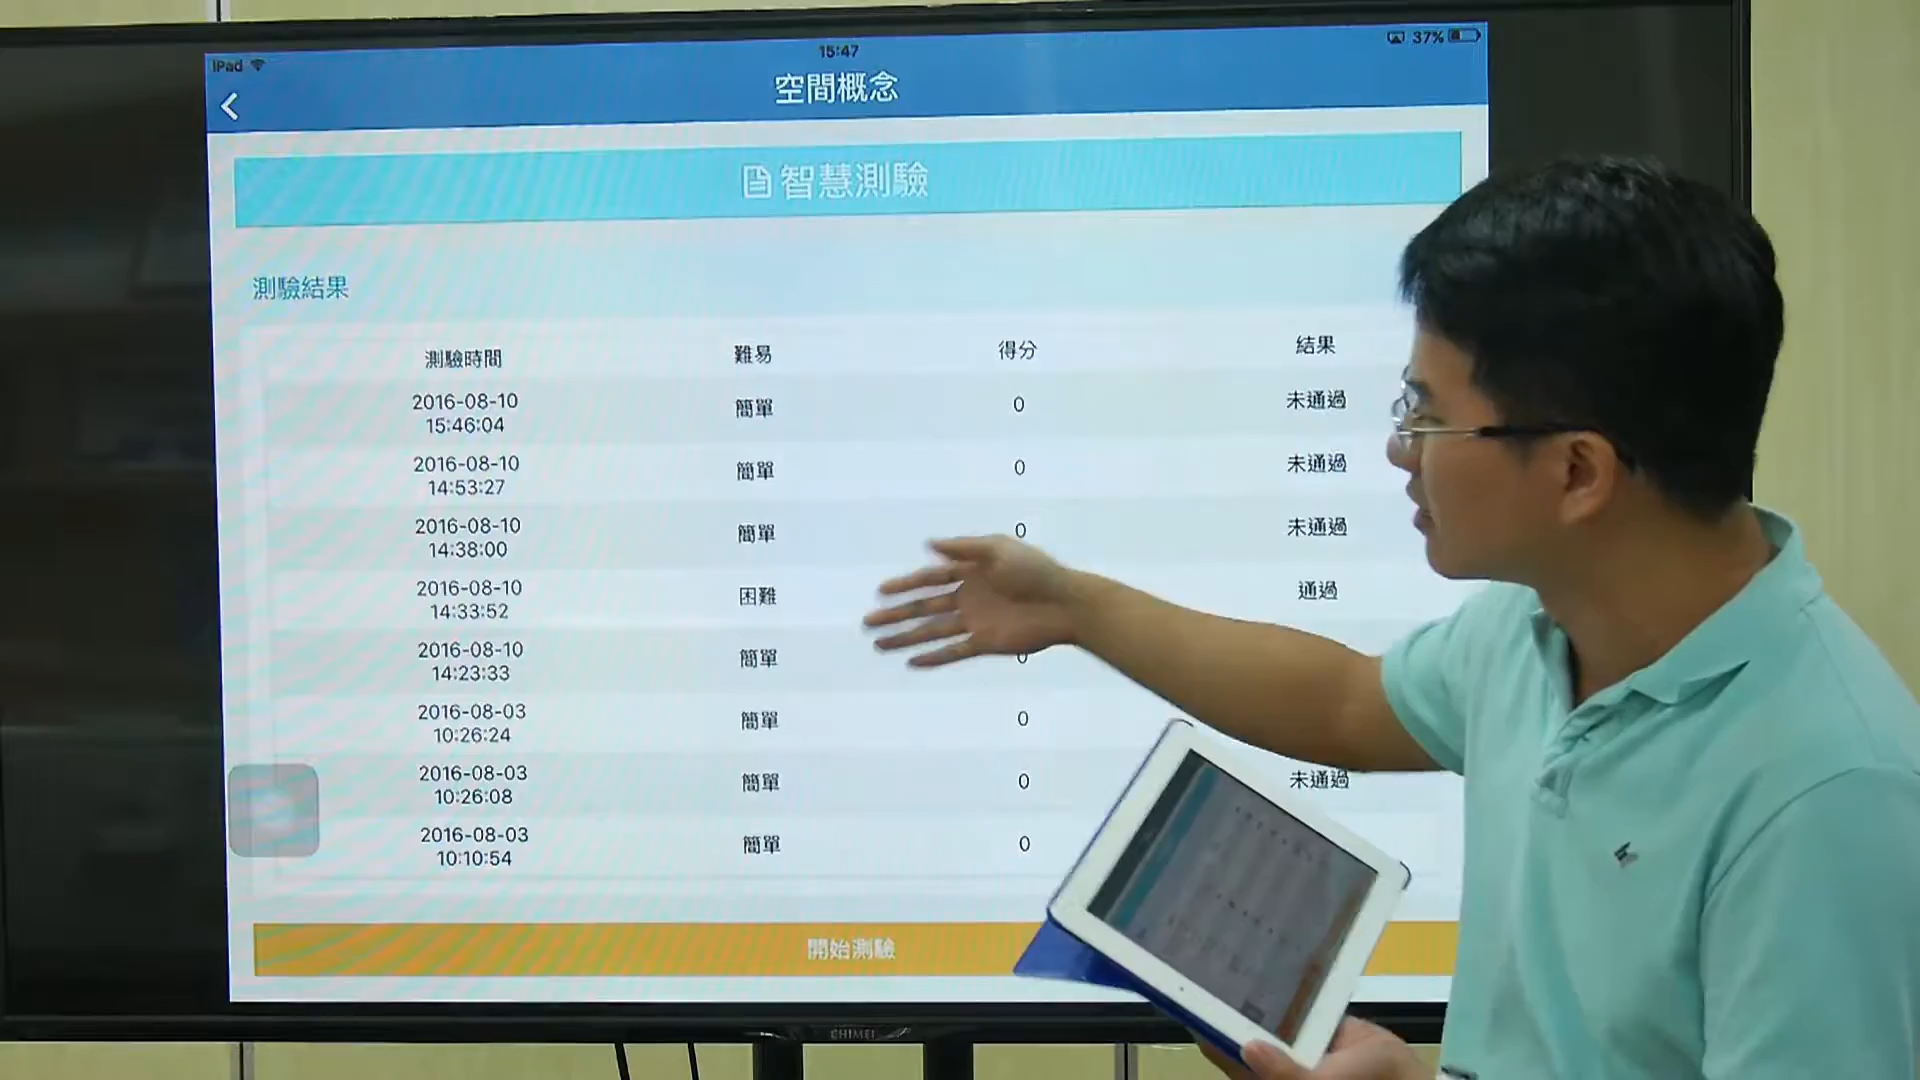 iPad
15:47
37%
空間概念
智慧測驗
測驗結果
測驗時間 難易 得分 結果
2016-08-10
15:46:04 簡單 0 未通過
2016-08-10
14:53:27 簡單 0 未通過
2016-08-10
14:38:00 簡單 0 未通過
2016-08-10
14:33:52 困難 通過
2016-08-10
14:23:33 簡單 0
2016-08-03
10:26:24 簡單 0
2016-08-03
10:26:08 簡單 0 未通過
2016-08-03
10:10:54 簡單 0
開始測驗
CHIMEI